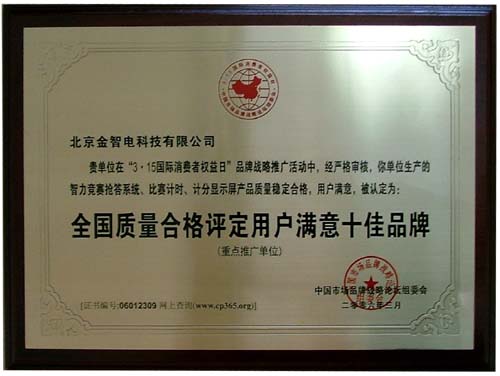 北京金智电科技有限公司
贵单位在“3·15国际消费者权益日”品牌战略推广活动中，经严格审核，你单位生产的
智力竞赛抢答系统、比赛计时、计分显示屏产品质量稳定合格，用户满意，被认定为：
全国质量合格评定用户满意十佳品牌
(重点推广单位)
中国市场品牌战略论坛组委会
二零零六年二月
[证书编号:06012309 网上查询(www.cp365.org)]